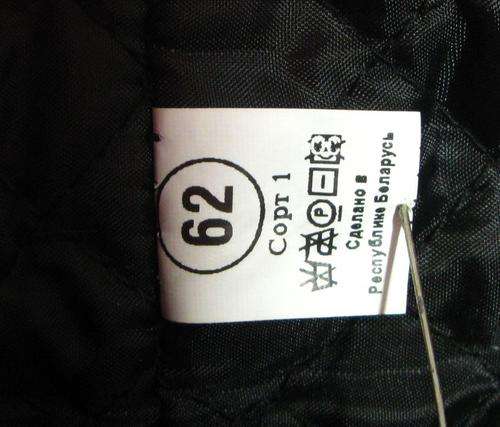 62
Сорт 1
P
Сделано в
Республике Беларусь